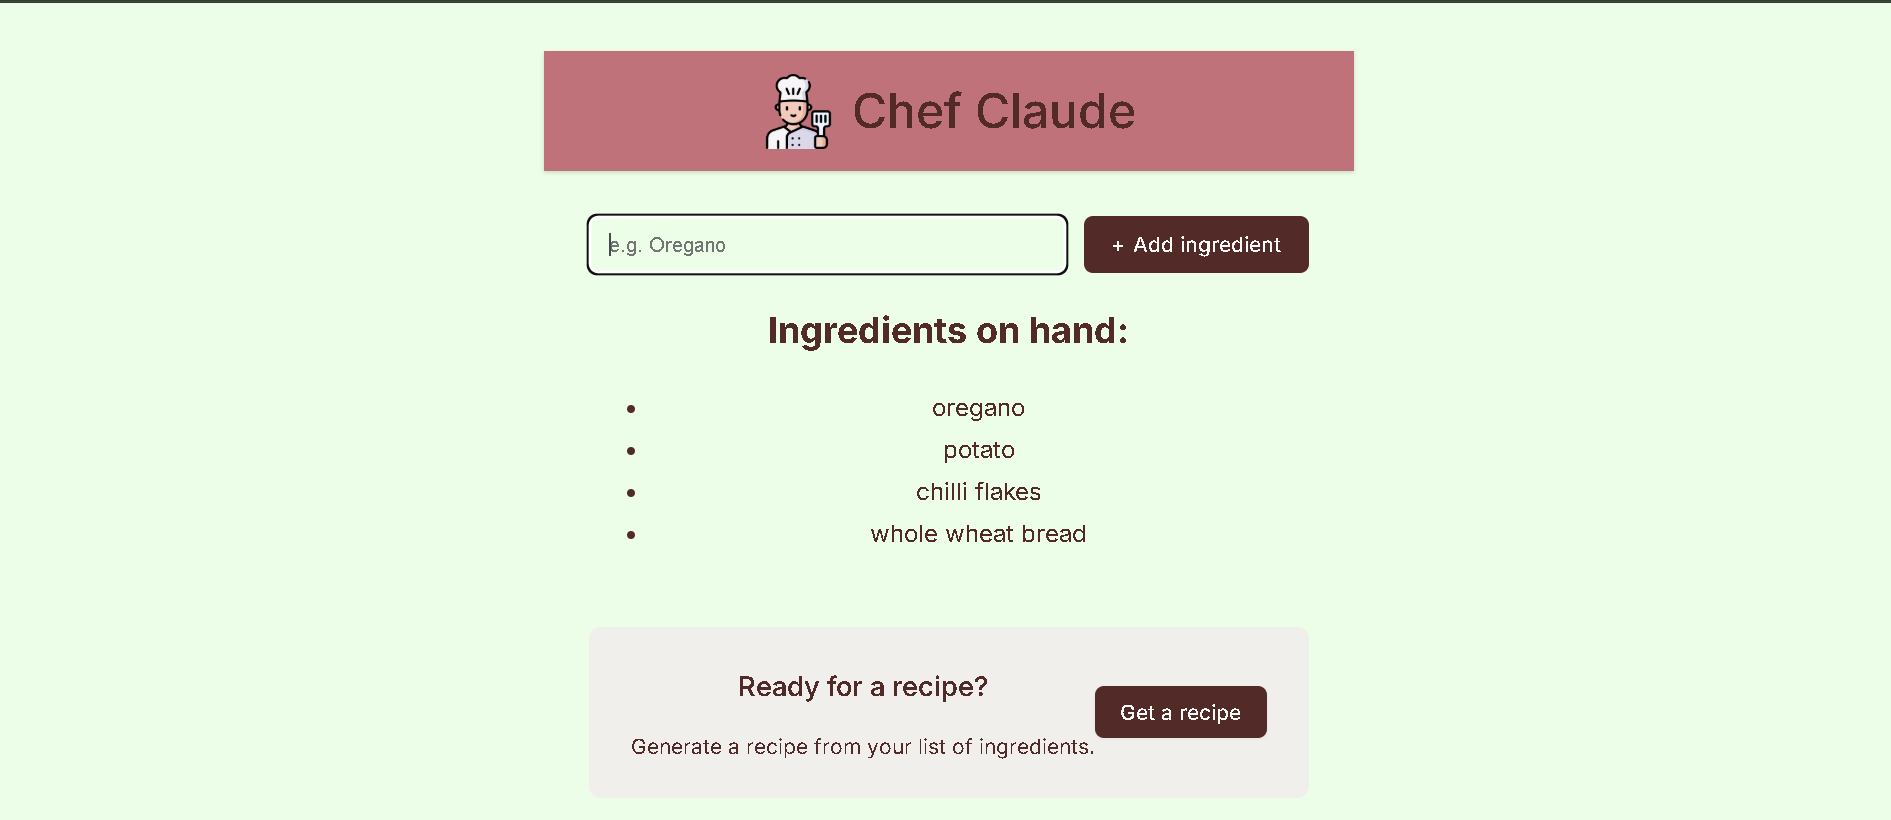 Chef Claude
e.g. Oregano
+ Add ingredient
Ingredients on hand:
oregano
potato
chilli flakes
whole wheat bread
Ready for a recipe?
Generate a recipe from your list of ingredients.
Get a recipe